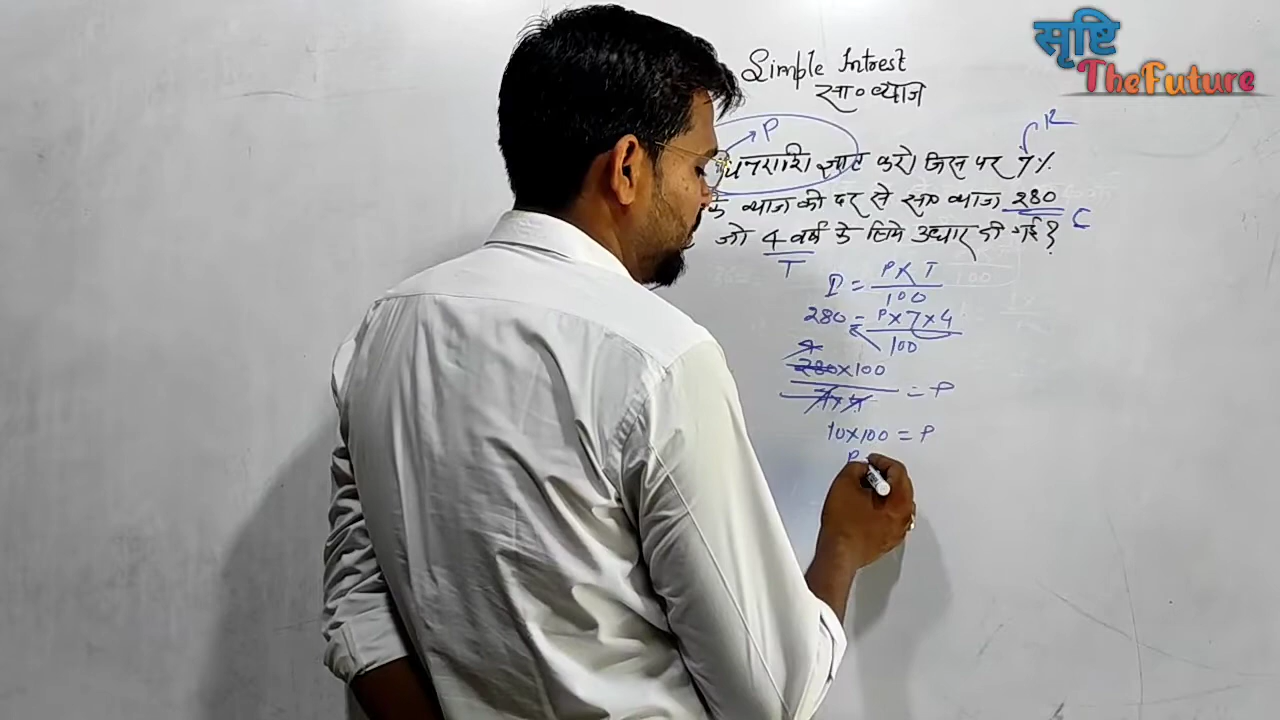 सृष्टि
TheFuture
Simple Intrest
सा० ब्याज
P
R
धनराशि ज्ञात करो जिस पर 7%
के ब्याज की दर से सा० ब्याज 280
जो 4 वर्ष के लिये उधार दी गई?
T
I = P X T / 100
280 = P x 7 x 4 / 100
280 x 100 / 7 x 4 = P
10 x 100 = P
P